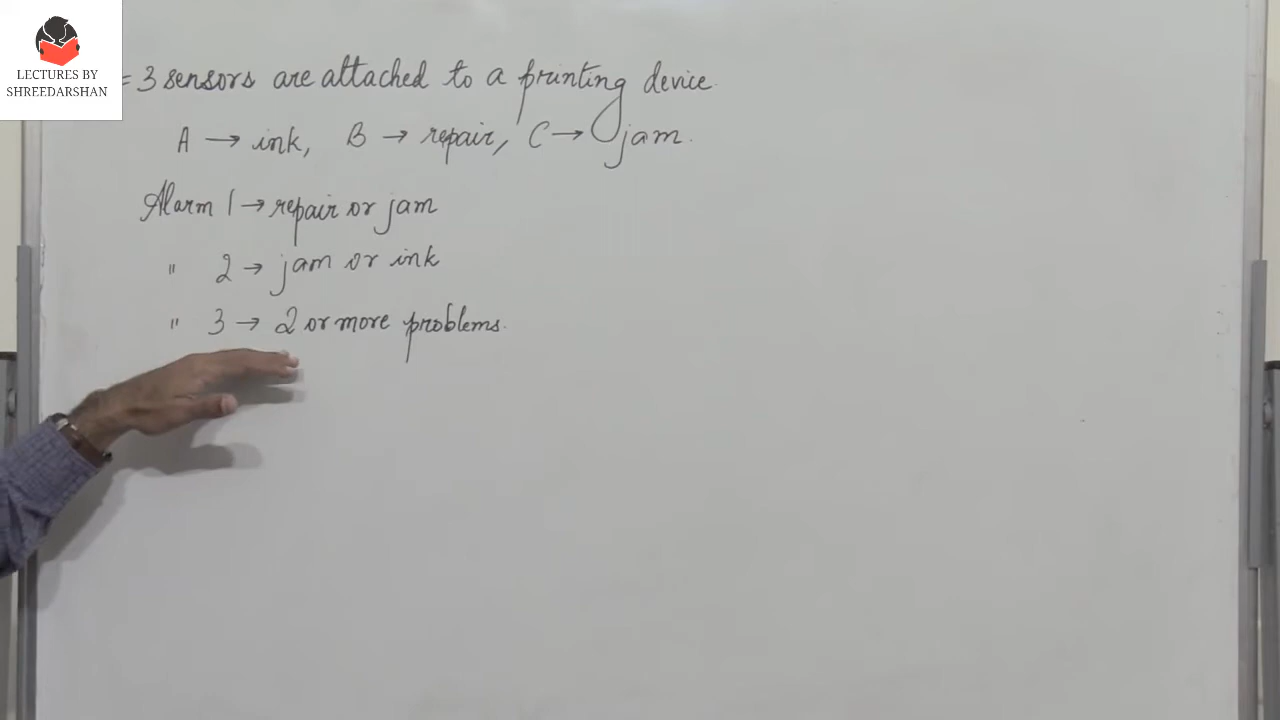 LECTURES BY
SHREEDARSHAN
= 3 sensors are attached to a printing device.
A → ink, B → repair, C → jam.
Alarm 1 → repair or jam
" 2 → jam or ink
" 3 → 2 or more problems.